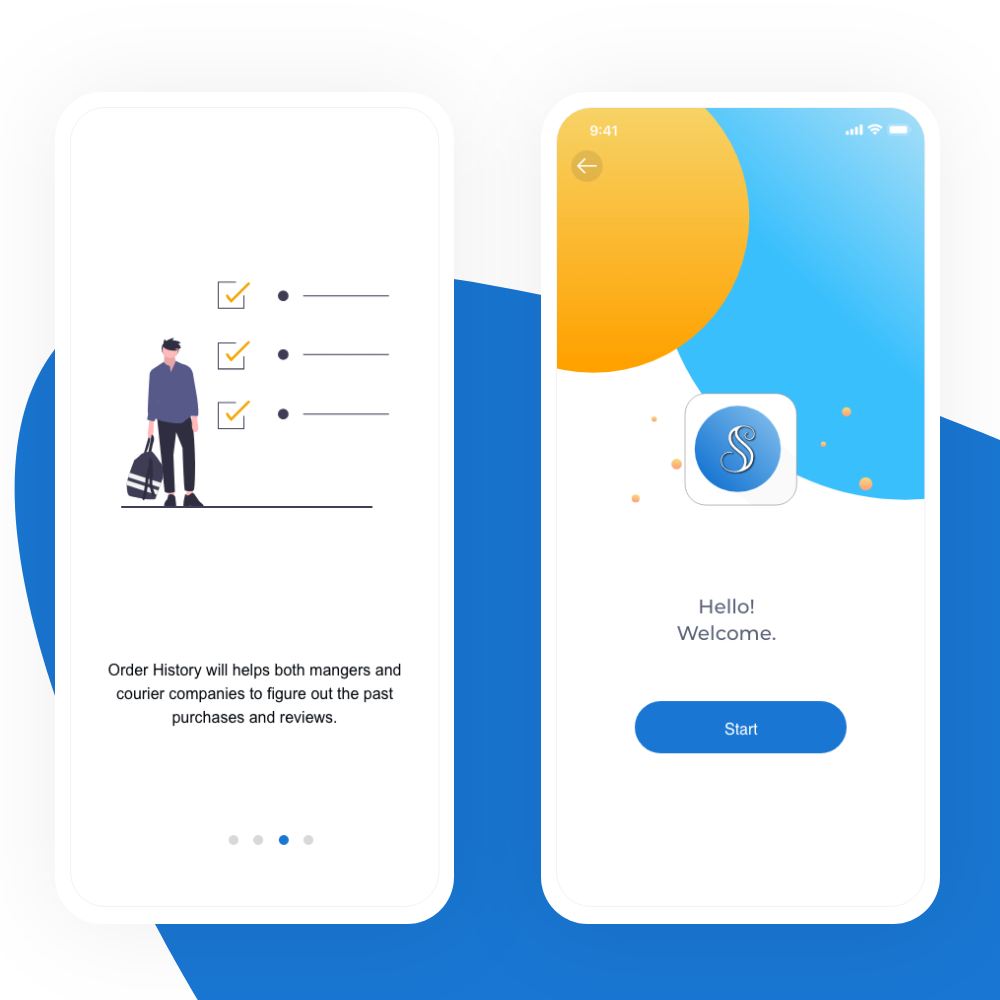 Order History will helps both mangers and
courier companies to figure out the past
purchases and reviews.
9:41
S
Hello!
Welcome.
Start